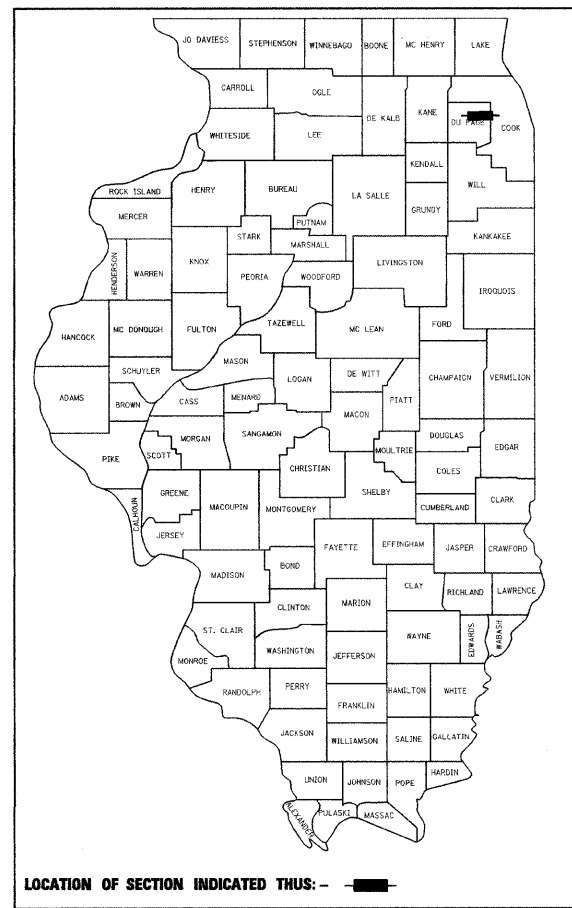 JO DAVIESS STEPHENSON WINNEBAGO BOONE MC HENRY LAKE
CARROLL OGLE DE KALB KANE DU PAGE COOK
WHITESIDE LEE
KENDALL WILL
ROCK ISLAND HENRY BUREAU LA SALLE GRUNDY
MERCER PUTNAM
STARK MARSHALL KANKAKEE
HENDERSON WARREN KNOX PEORIA WOODFORD LIVINGSTON IROQUOIS
HANCOCK MC DONOUGH FULTON TAZEWELL MC LEAN FORD
MASON
SCHUYLER DE WITT CHAMPAIGN VERMILION
ADAMS BROWN CASS MENARD LOGAN PIATT
MACON
MORGAN SANGAMON MOULTRIE DOUGLAS EDGAR
PIKE SCOTT CHRISTIAN COLES
SHELBY
GREENE MACOUPIN MONTGOMERY CUMBERLAND CLARK
CALHOUN JERSEY
FAYETTE EFFINGHAM JASPER CRAWFORD
MADISON BOND CLAY RICHLAND LAWRENCE
CLINTON MARION
ST. CLAIR WAYNE EDWARDS WABASH
WASHINGTON JEFFERSON
MONROE
RANDOLPH PERRY HAMILTON WHITE
FRANKLIN
JACKSON WILLIAMSON SALINE GALLATIN
UNION JOHNSON POPE HARDIN
ALEXANDER PULASKI MASSAC
LOCATION OF SECTION INDICATED THUS: -